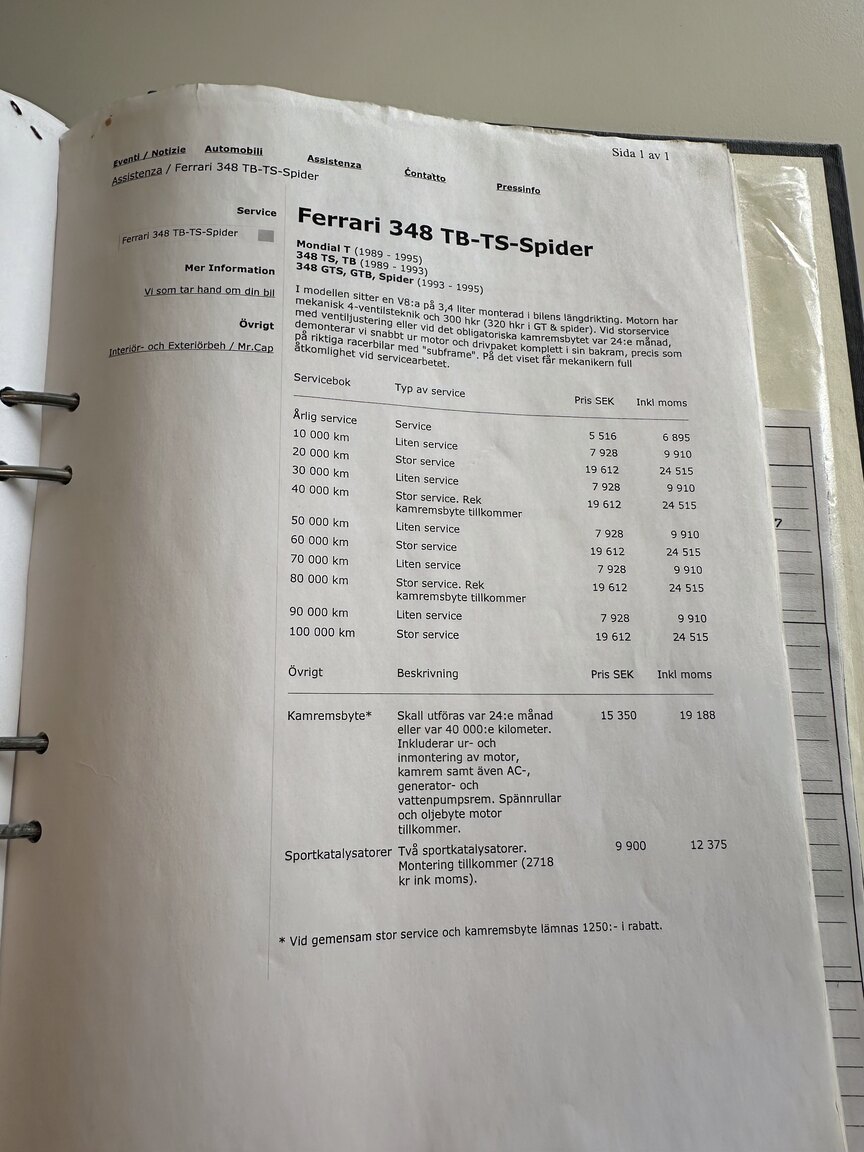 Sida 1 av 1
Eventi / Notizie Automobili Assistenza Contatto Pressinfo
Assistenza / Ferrari 348 TB-TS-Spider
Service
Ferrari 348 TB-TS-Spider
Mer Information
Vi som tar hand om din bil
Övrigt
Interiör- och Exteriörbeh / Mr.Cap
Ferrari 348 TB-TS-Spider
Mondial T (1989 - 1995)
348 TS, TB (1989 - 1993)
348 GTS, GTB, Spider (1993 - 1995)
I modellen sitter en V8:a på 3,4 liter monterad i bilens längdrikting. Motorn har
mekanisk 4-ventilsteknik och 300 hkr (320 hkr i GT & spider). Vid storservice
med ventiljustering eller vid det obligatoriska kamremsbytet var 24:e månad,
demonterar vi snabbt ur motor och drivpaket komplett i sin bakram, precis som
på riktiga racerbilar med "subframe". På det viset får mekanikern full
åtkomlighet vid servicearbetet.
Servicebok Typ av service Pris SEK Inkl moms
Årlig service Service 5 516 6 895
10 000 km Liten service 7 928 9 910
20 000 km Stor service 19 612 24 515
30 000 km Liten service 7 928 9 910
40 000 km Stor service. Rek 19 612 24 515
kamremsbyte tillkommer
50 000 km Liten service 7 928 9 910
60 000 km Stor service 19 612 24 515
70 000 km Liten service 7 928 9 910
80 000 km Stor service. Rek 19 612 24 515
kamremsbyte tillkommer
90 000 km Liten service 7 928 9 910
100 000 km Stor service 19 612 24 515
Övrigt Beskrivning Pris SEK Inkl moms
Kamremsbyte* Skall utföras var 24:e månad 15 350 19 188
eller var 40 000:e kilometer.
Inkluderar ur- och
inmontering av motor,
kamrem samt även AC-,
generator- och
vattenpumpsrem. Spännrullar
och oljebyte motor
tillkommer.
Sportkatalysatorer Två sportkatalysatorer. 9 900 12 375
Montering tillkommer (2718
kr ink moms).
* Vid gemensam stor service och kamremsbyte lämnas 1250:- i rabatt.
7